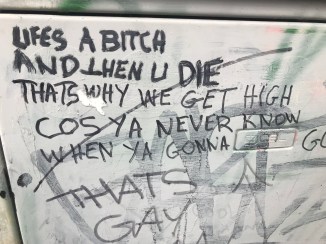 LIFES A BITCH
AND THEN U DIE
THATS WHY WE GET HIGH
COS YA NEVER KNOW
WHEN YA GONNA GO
THATS
GAY